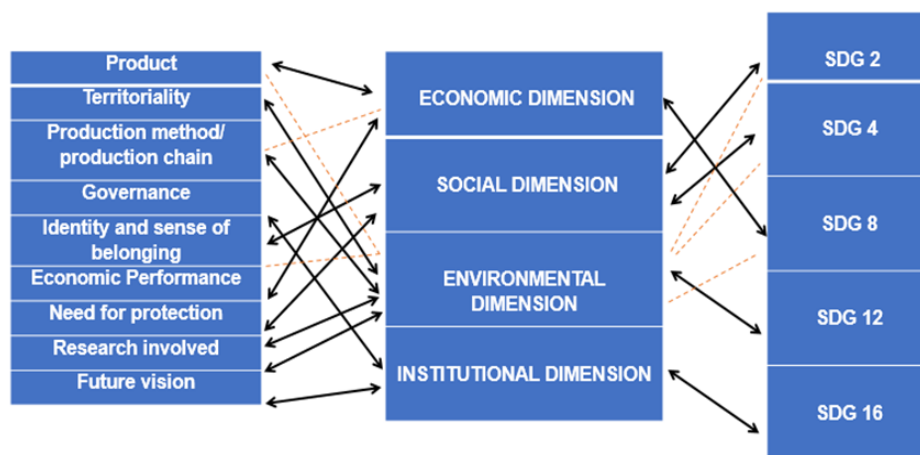 Product
Territoriality
Production method/
production chain
Governance
Identity and sense of
belonging
Economic Performance
Need for protection
Research involved
Future vision
ECONOMIC DIMENSION
SOCIAL DIMENSION
ENVIRONMENTAL
DIMENSION
INSTITUTIONAL DIMENSION
SDG 2
SDG 4
SDG 8
SDG 12
SDG 16